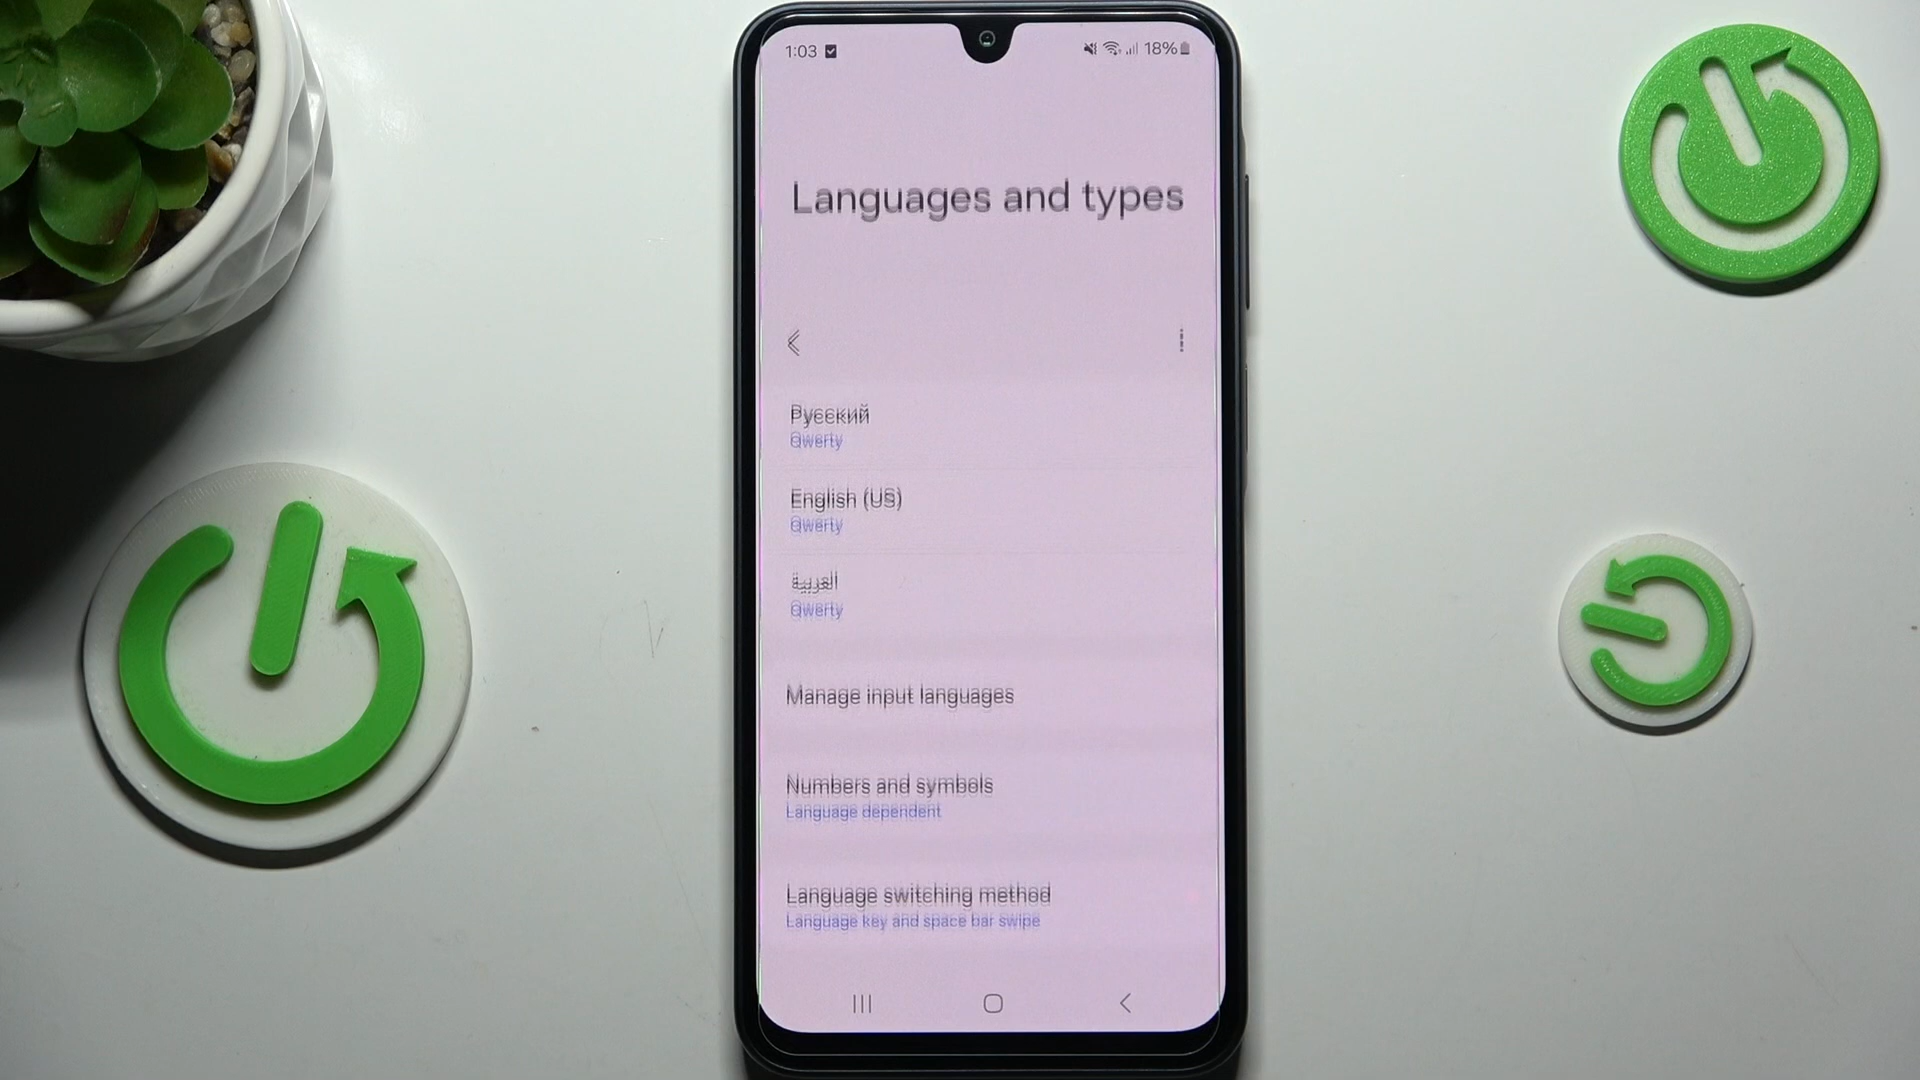 1:03
18%
Languages and types
Русский
Qwerty
English (US)
Qwerty
العربية
Qwerty
Manage input languages
Numbers and symbols
Language dependent
Language switching method
Language key and space bar swipe